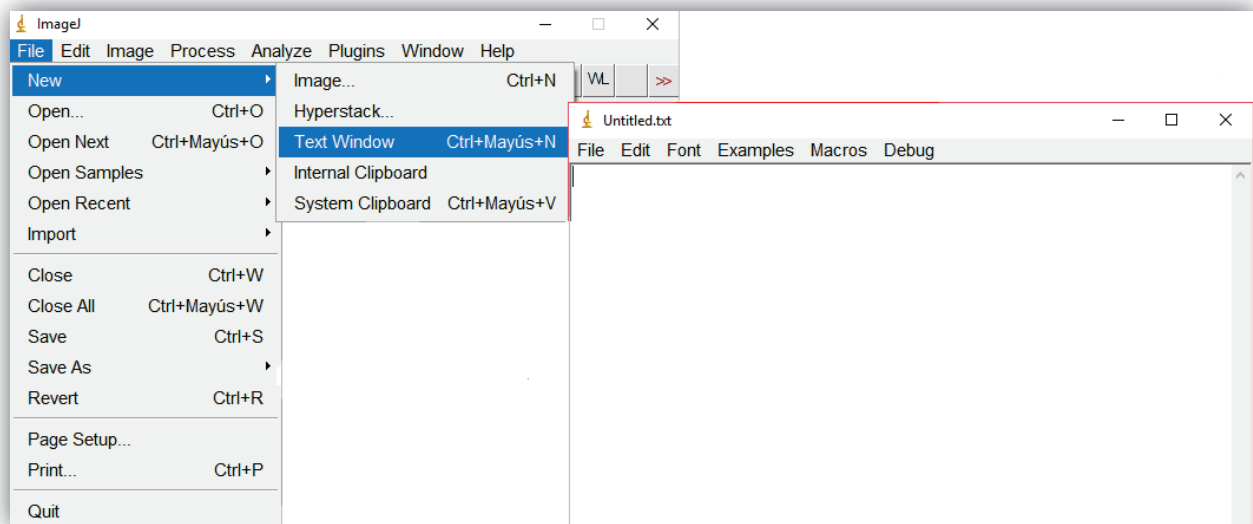 ImageJ
File Edit Image Process Analyze Plugins Window Help
New
Open... Ctrl+O
Open Next Ctrl+Mayús+O
Open Samples
Open Recent
Import
Close Ctrl+W
Close All Ctrl+Mayús+W
Save Ctrl+S
Save As
Revert Ctrl+R
Page Setup...
Print... Ctrl+P
Quit
Image... Ctrl+N
Hyperstack...
Text Window Ctrl+Mayús+N
Internal Clipboard
System Clipboard Ctrl+Mayús+V
WL >>
Untitled.txt
File Edit Font Examples Macros Debug